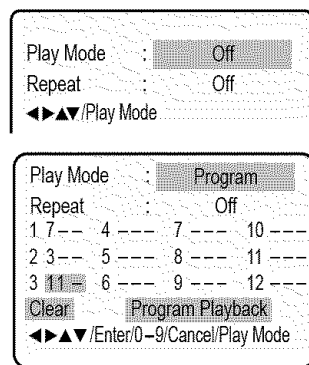 Play Mode : Off
Repeat : Off
◀▶▲▼/Play Mode
Play Mode : Program
Repeat : Off
1 7-- 4 --- 7 --- 10 ---
2 3-- 5 --- 8 --- 11 ---
3 11- 6 --- 9 --- 12 ---
Clear Program Playback
◀▶▲▼/Enter/0–9/Cancel/Play Mode